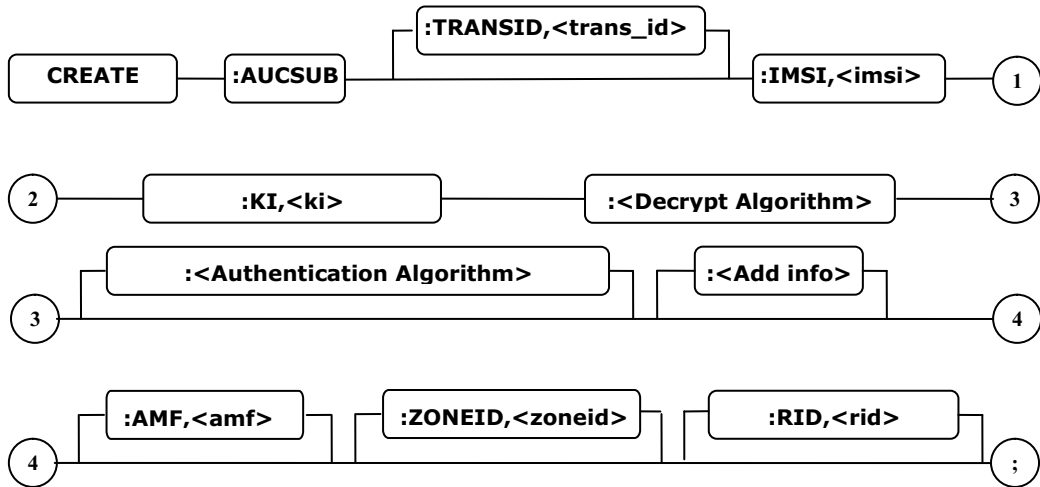 :TRANSID,<trans_id>
CREATE :AUCSUB :IMSI,<imsi> 1
2 :KI,<ki> :<Decrypt Algorithm> 3
:<Authentication Algorithm> :<Add info>
3 4
:AMF,<amf> :ZONEID,<zoneid> :RID,<rid>
4 ;